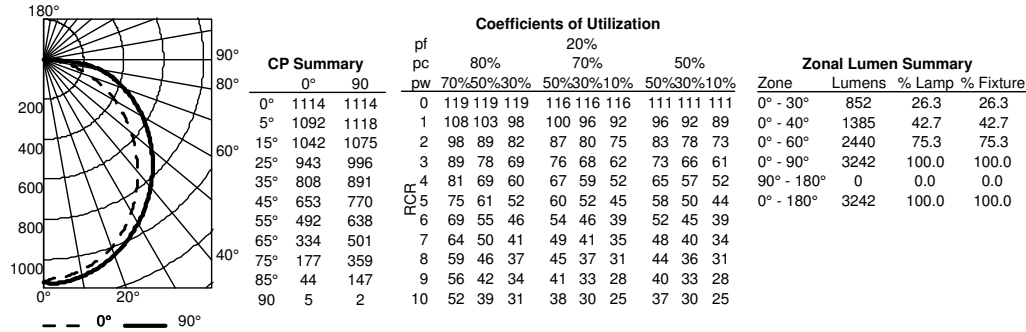 180°
90°
80°
60°
40°
200
400
600
800
1000
0° 20°
0° 90°
CP Summary
0° 90
0° 1114 1114
5° 1092 1118
15° 1042 1075
25° 943 996
35° 808 891
45° 653 770
55° 492 638
65° 334 501
75° 177 359
85° 44 147
90 5 2
Coefficients of Utilization
pf 20%
pc 80% 70% 50%
pw 70%50%30% 50%30%10% 50%30%10%
RCR
0 119 119 119 116 116 116 111 111 111
1 108 103 98 100 96 92 96 92 89
2 98 89 82 87 80 75 83 78 73
3 89 78 69 76 68 62 73 66 61
4 81 69 60 67 59 52 65 57 52
5 75 61 52 60 52 45 58 50 44
6 69 55 46 54 46 39 52 45 39
7 64 50 41 49 41 35 48 40 34
8 59 46 37 45 37 31 44 36 31
9 56 42 34 41 33 28 40 33 28
10 52 39 31 38 30 25 37 30 25
Zonal Lumen Summary
Zone Lumens % Lamp % Fixture
0° - 30° 852 26.3 26.3
0° - 40° 1385 42.7 42.7
0° - 60° 2440 75.3 75.3
0° - 90° 3242 100.0 100.0
90° - 180° 0 0.0 0.0
0° - 180° 3242 100.0 100.0